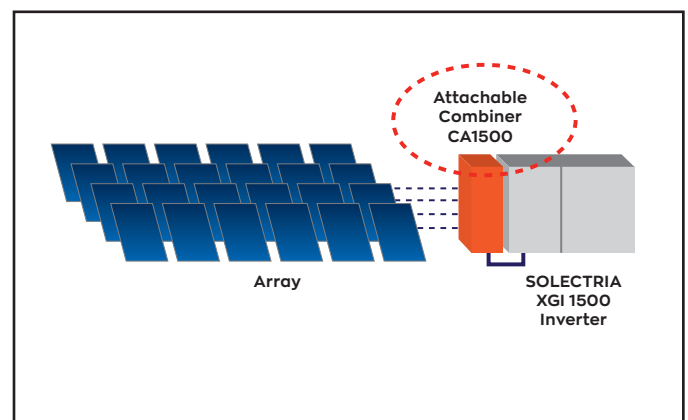 Attachable
Combiner
CA1500
Array
SOLECTRIA
XGI 1500
Inverter